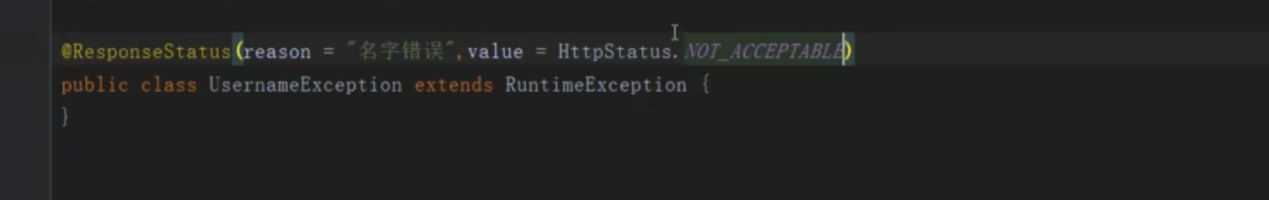 @ResponseStatus(reason = "名字错误",value = HttpStatus.NOT_ACCEPTABLE)
public class UsernameException extends RuntimeException {
}